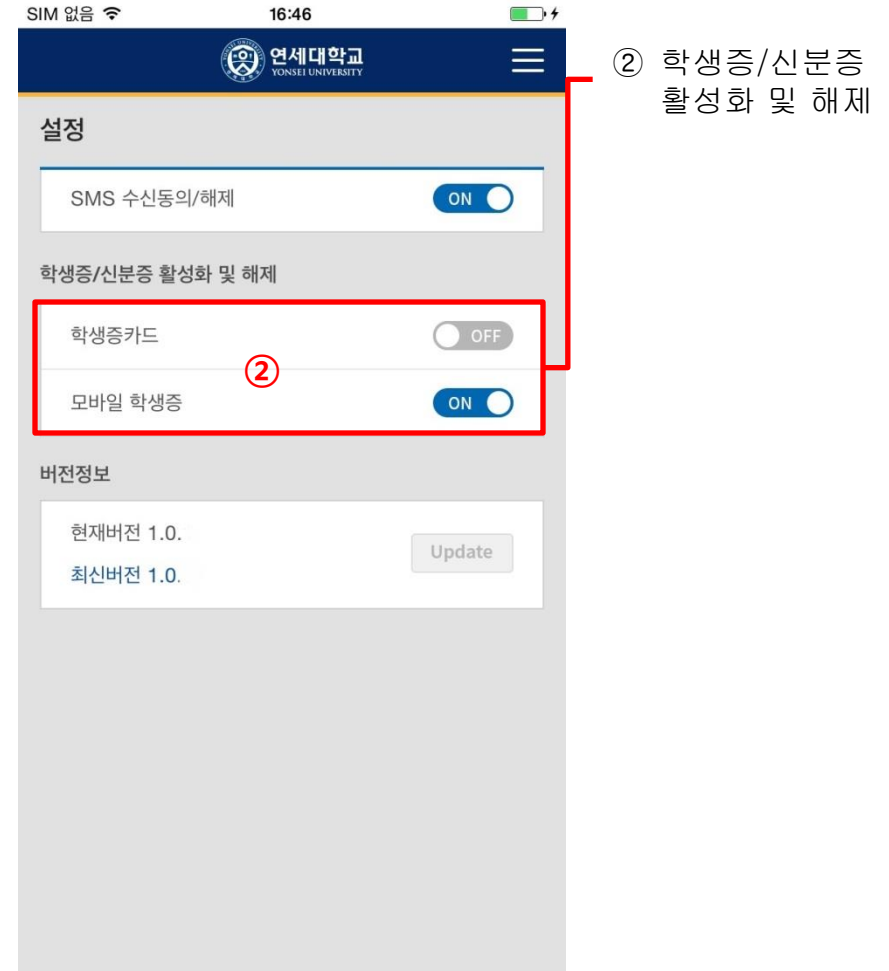 SIM 없음 16:46
연세대학교
YONSEI UNIVERSITY
② 학생증/신분증
활성화 및 해제
설정
SMS 수신동의/해제 ON
학생증/신분증 활성화 및 해제
학생증카드 OFF
②
모바일 학생증 ON
버전정보
현재버전 1.0.
Update
최신버전 1.0.